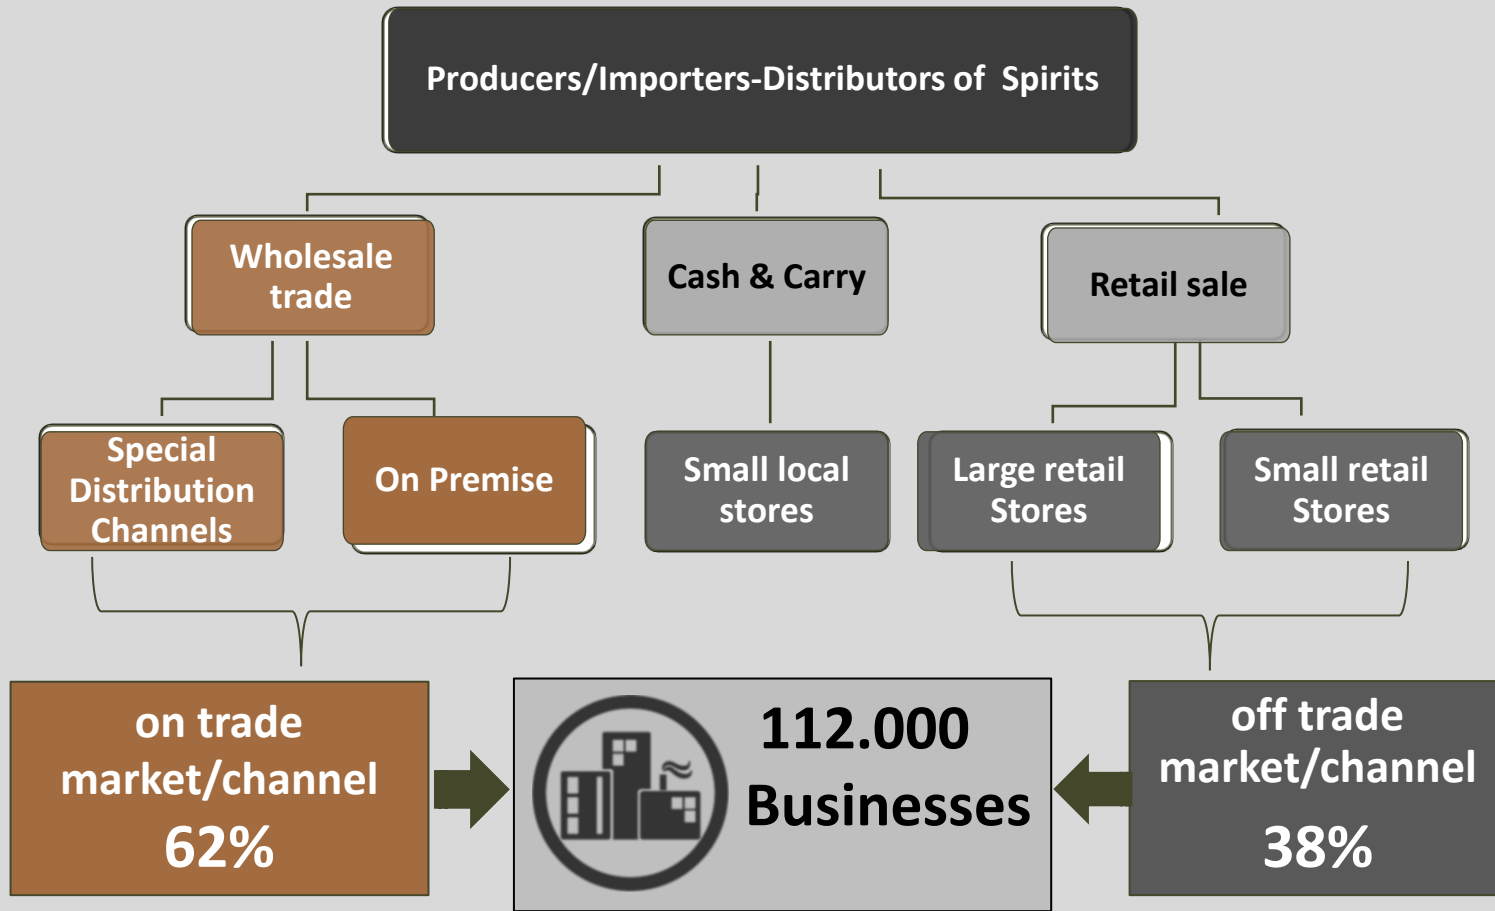 Producers/Importers-Distributors of Spirits
Wholesale
trade
Cash & Carry
Retail sale
Special
Distribution
Channels
On Premise
Small local
stores
Large retail
Stores
Small retail
Stores
on trade
market/channel
62%
112.000
Businesses
off trade
market/channel
38%